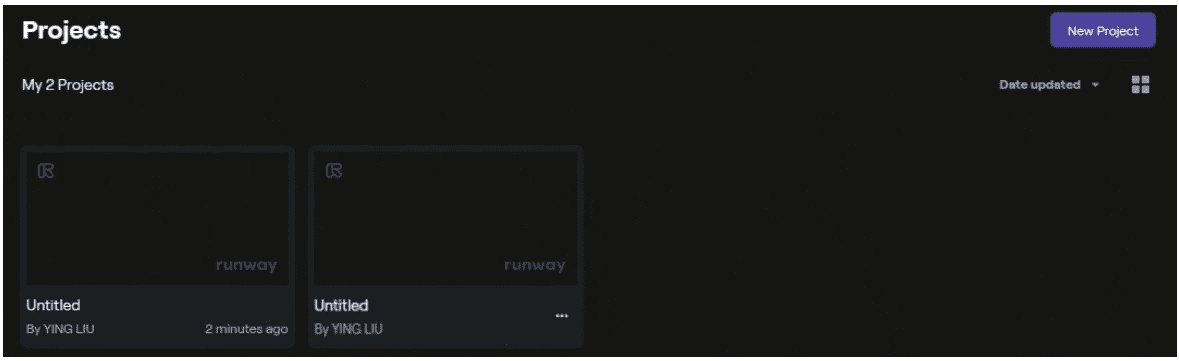 Projects
New Project
My 2 Projects
Date updated
runway
runway
Untitled
Untitled
By YING LIU
2 minutes ago
By YING LIU